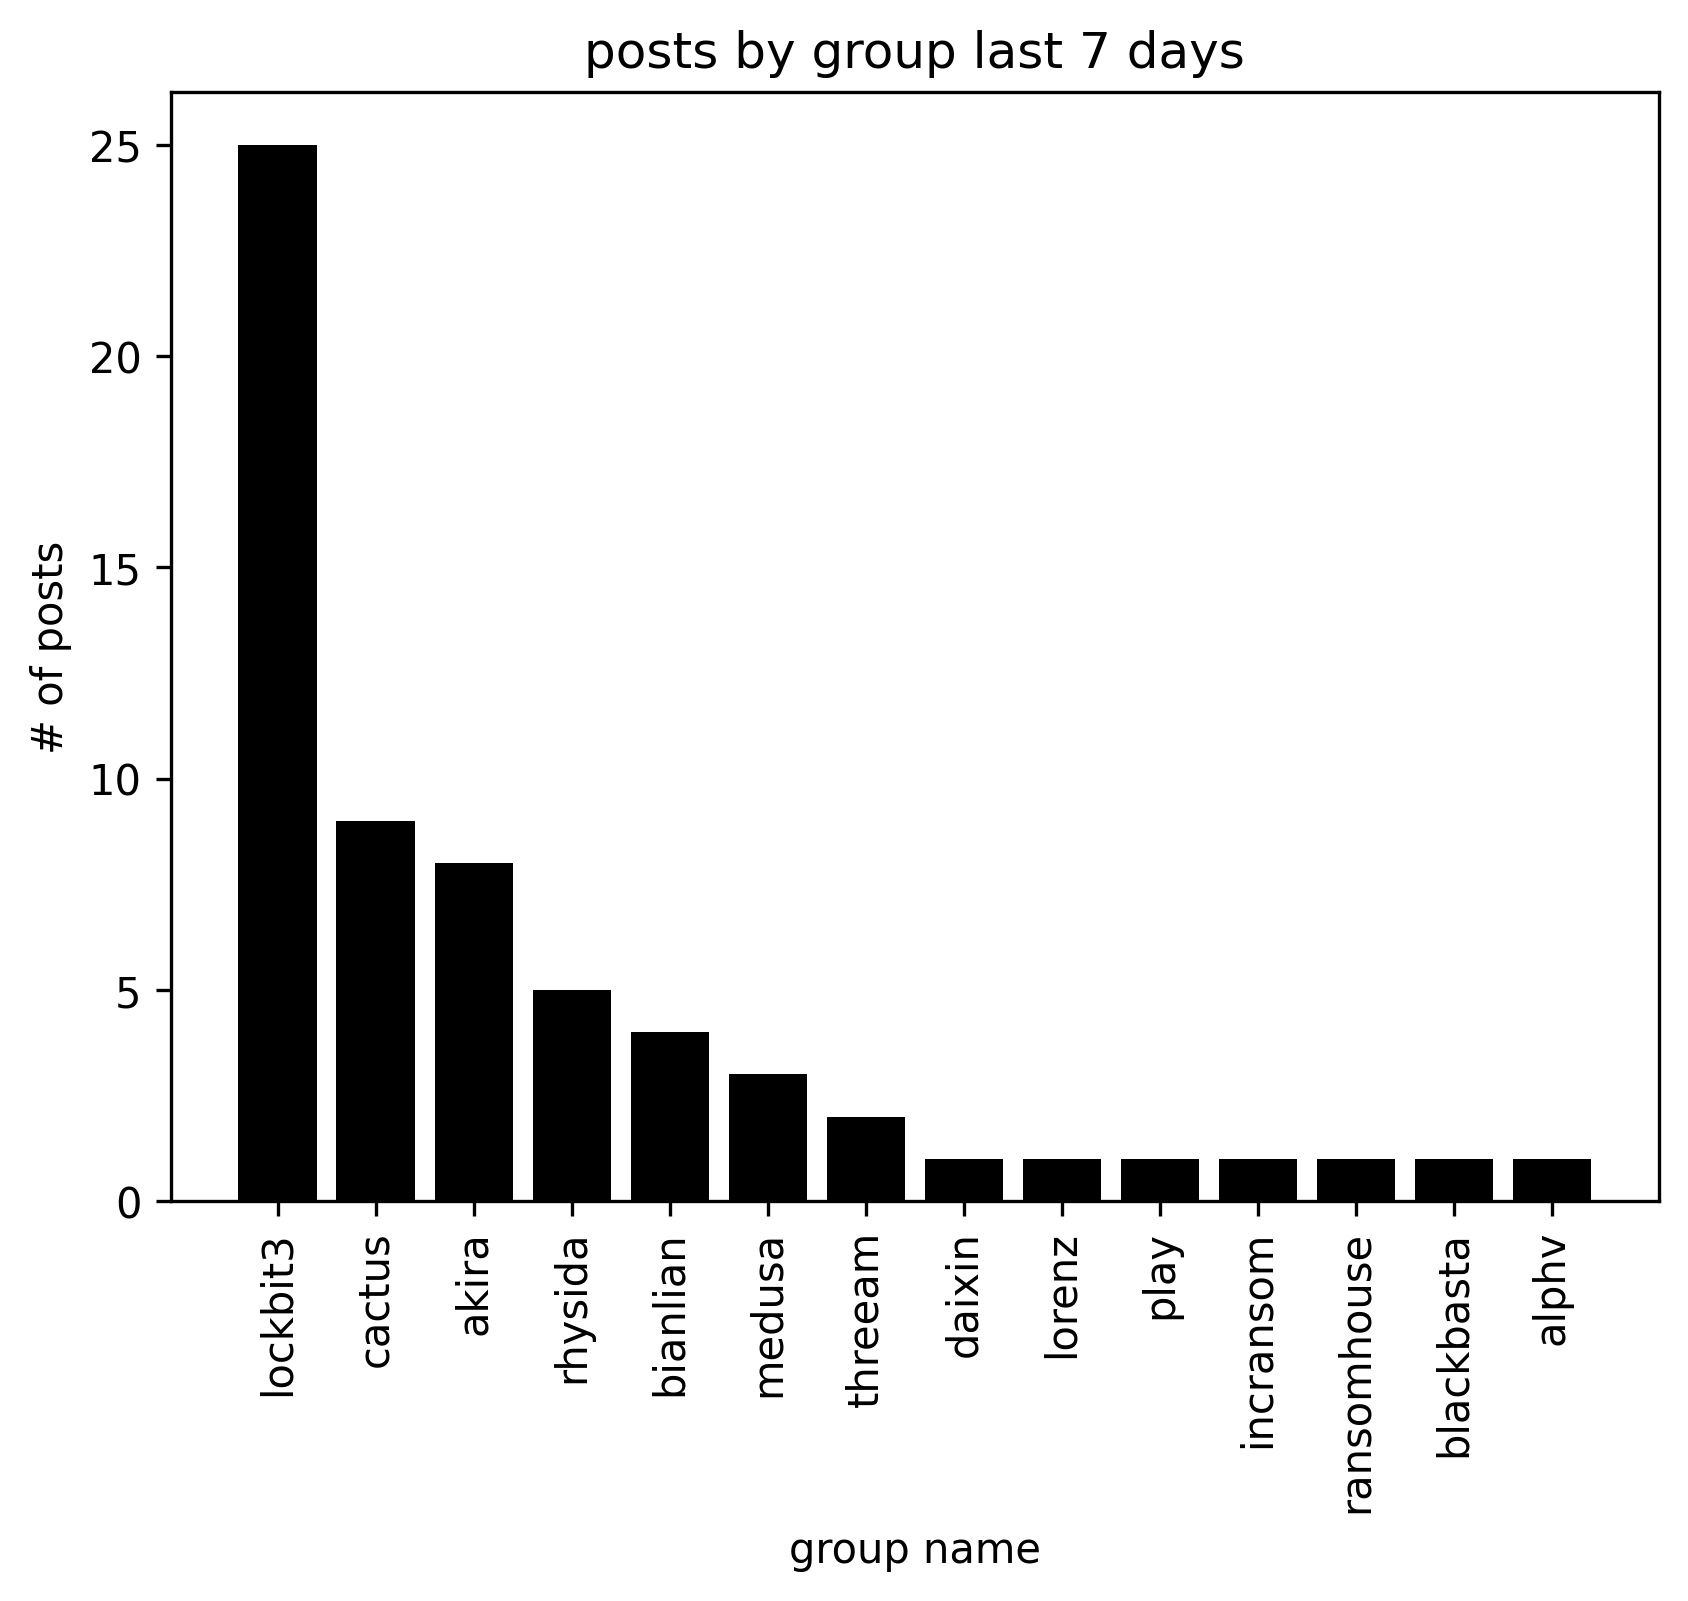 posts by group last 7 days
25
20
15
10
5
0
# of posts
lockbit3
cactus
akira
rhysida
bianlian
medusa
threeam
daixin
lorenz
play
incransom
ransomhouse
blackbasta
alphv
group name